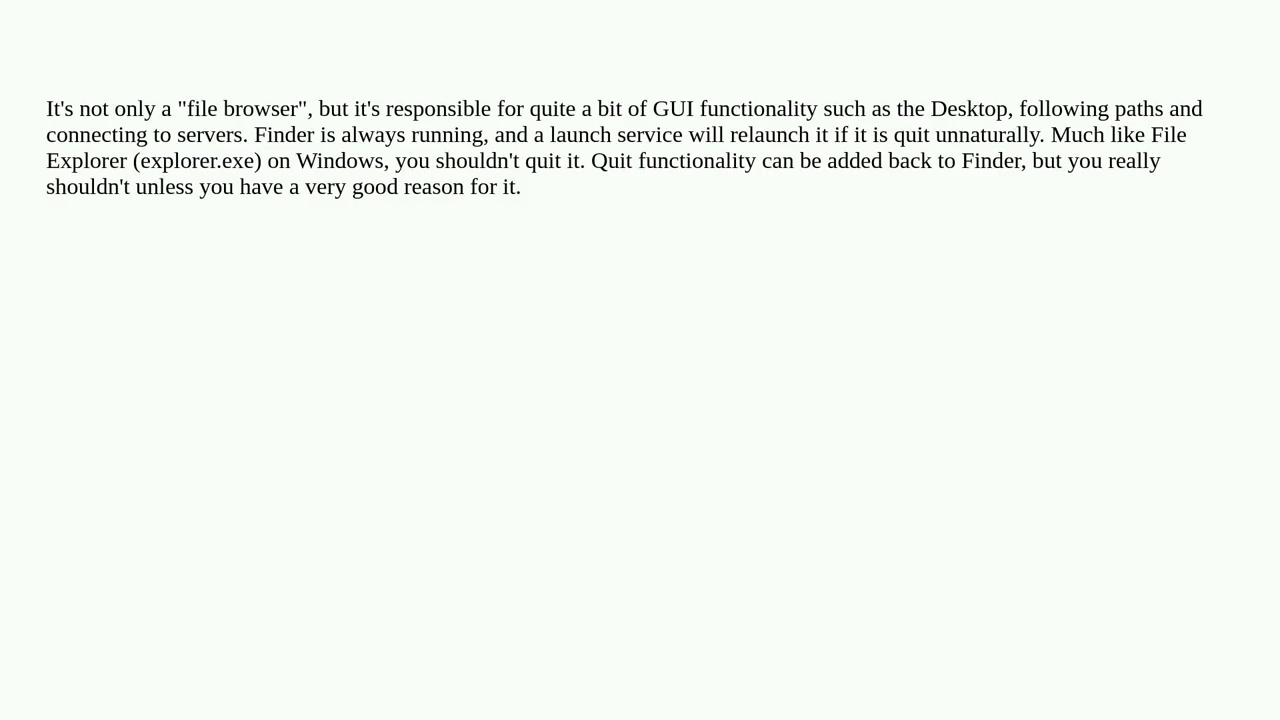 It's not only a "file browser", but it's responsible for quite a bit of GUI functionality such as the Desktop, following paths and
connecting to servers. Finder is always running, and a launch service will relaunch it if it is quit unnaturally. Much like File
Explorer (explorer.exe) on Windows, you shouldn't quit it. Quit functionality can be added back to Finder, but you really
shouldn't unless you have a very good reason for it.